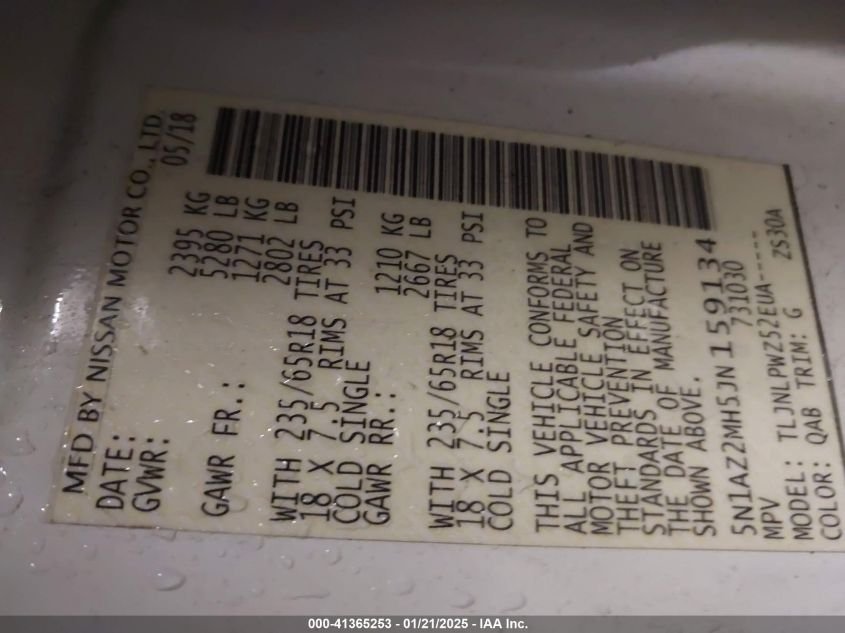 MFD BY NISSAN MOTOR CO., LTD.
DATE: 05/18
GVWR: 2395 KG
5280 LB
GAWR FR.: 1271 KG
2802 LB
WITH 235/65R18 TIRES
18 X 7.5 RIMS AT 33 PSI
COLD SINGLE
GAWR RR.: 1210 KG
2667 LB
WITH 235/65R18 TIRES
18 X 7.5 RIMS AT 33 PSI
COLD SINGLE
THIS VEHICLE CONFORMS TO
ALL APPLICABLE FEDERAL
MOTOR VEHICLE SAFETY AND
THEFT PREVENTION
STANDARDS IN EFFECT ON
THE DATE OF MANUFACTURE
SHOWN ABOVE.
5N1AZ2MH5JN159134
MPV 731030
MODEL: TLJNLPWZ52EUA-----
COLOR: QAB TRIM: G ZS30A
000-41365253 - 01/21/2025 - IAA Inc.